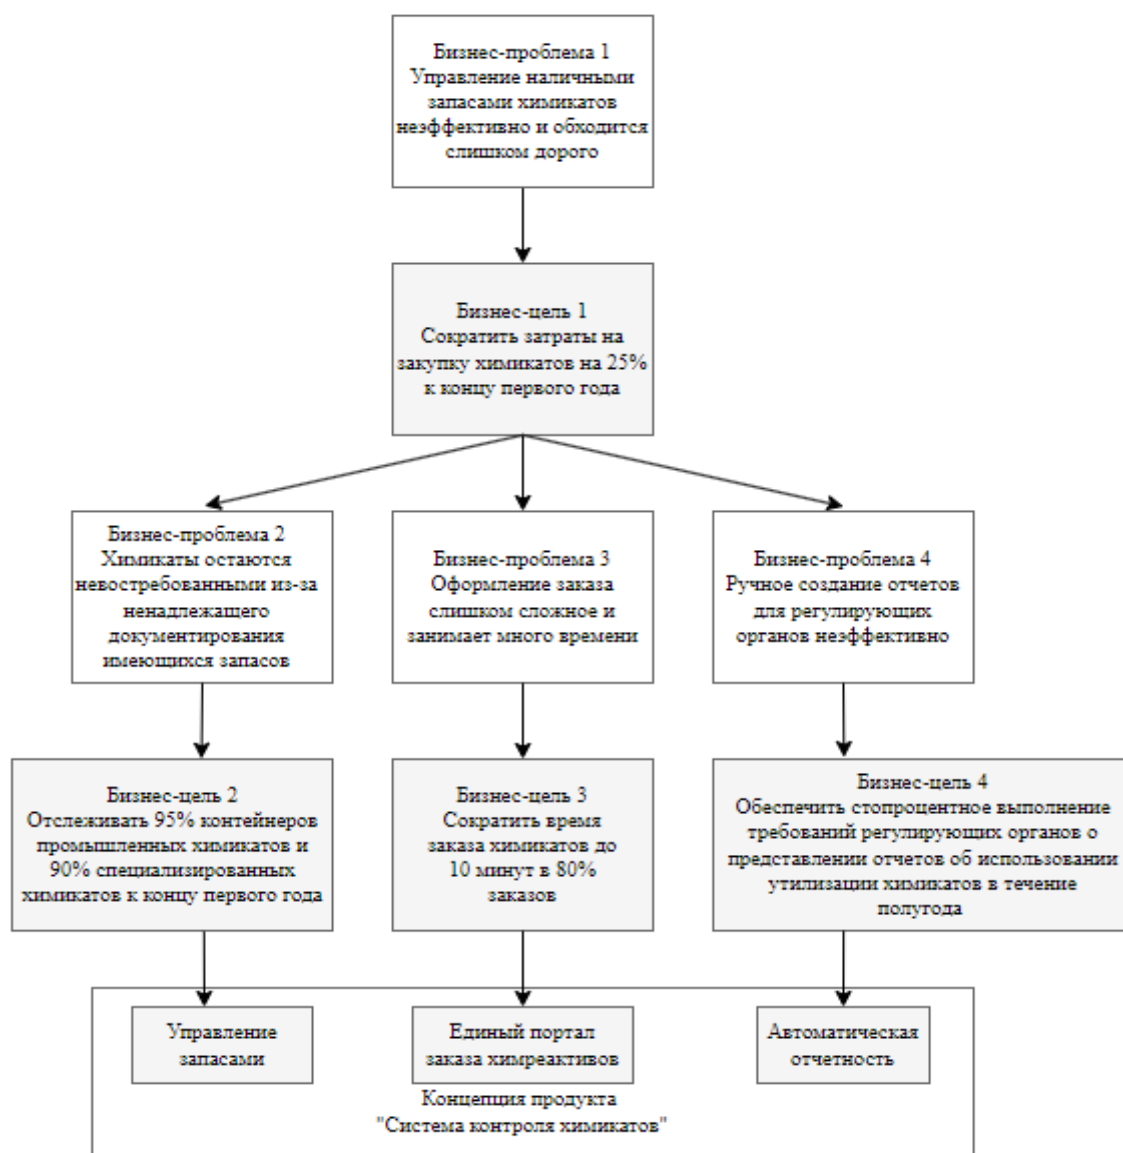 Бизнес-проблема 1
Управление наличными
запасами химикатов
неэффективно и обходится
слишком дорого
Бизнес-цель 1
Сократить затраты на
закупку химикатов на 25%
к концу первого года
Бизнес-проблема 2
Химикаты остаются
невостребованными из-за
ненадлежащего
документирования
имеющихся запасов
Бизнес-проблема 3
Оформление заказа
слишком сложное и
занимает много времени
Бизнес-проблема 4
Ручное создание отчетов
для регулирующих
органов неэффективно
Бизнес-цель 2
Отслеживать 95% контейнеров
промышленных химикатов и
90% специализированных
химикатов к концу первого года
Бизнес-цель 3
Сократить время
заказа химикатов до
10 минут в 80%
заказов
Бизнес-цель 4
Обеспечить стопроцентное выполнение
требований регулирующих органов о
представлении отчетов об использовании
утилизации химикатов в течение
полугода
Управление
запасами
Единый портал
заказа химреактивов
Автоматическая
отчетность
Концепция продукта
"Система контроля химикатов"